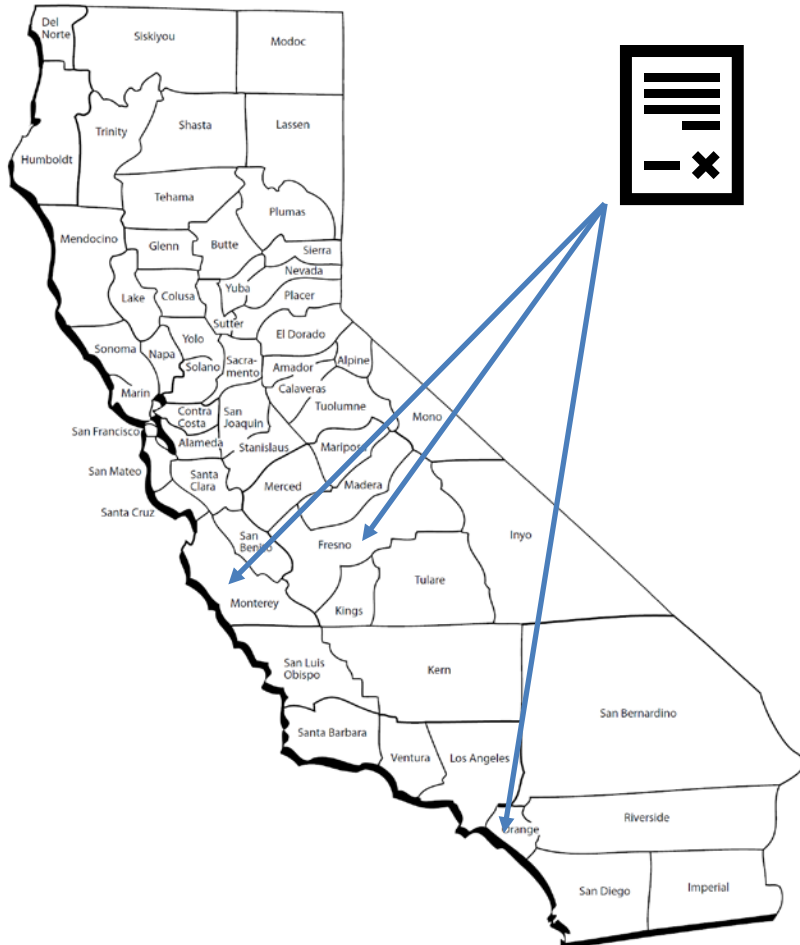 Del
Norte
Siskiyou
Modoc
Trinity
Shasta
Lassen
Humboldt
Tehama
Plumas
Mendocino
Glenn
Butte
Sierra
Nevada
Lake
Colusa
Yuba
Placer
Sutter
El Dorado
Sonoma
Napa
Yolo
Solano
Sacra-
mento
Amador
Alpine
Calaveras
Marin
Tuolumne
Mono
Contra
Costa
San
Joaquin
San Francisco
Alameda
Stanislaus
Mariposa
San Mateo
Santa
Clara
Merced
Madera
Santa Cruz
San
Benito
Fresno
Inyo
Tulare
Monterey
Kings
San Luis
Obispo
Kern
San Bernardino
Santa Barbara
Ventura
Los Angeles
Orange
Riverside
San Diego
Imperial